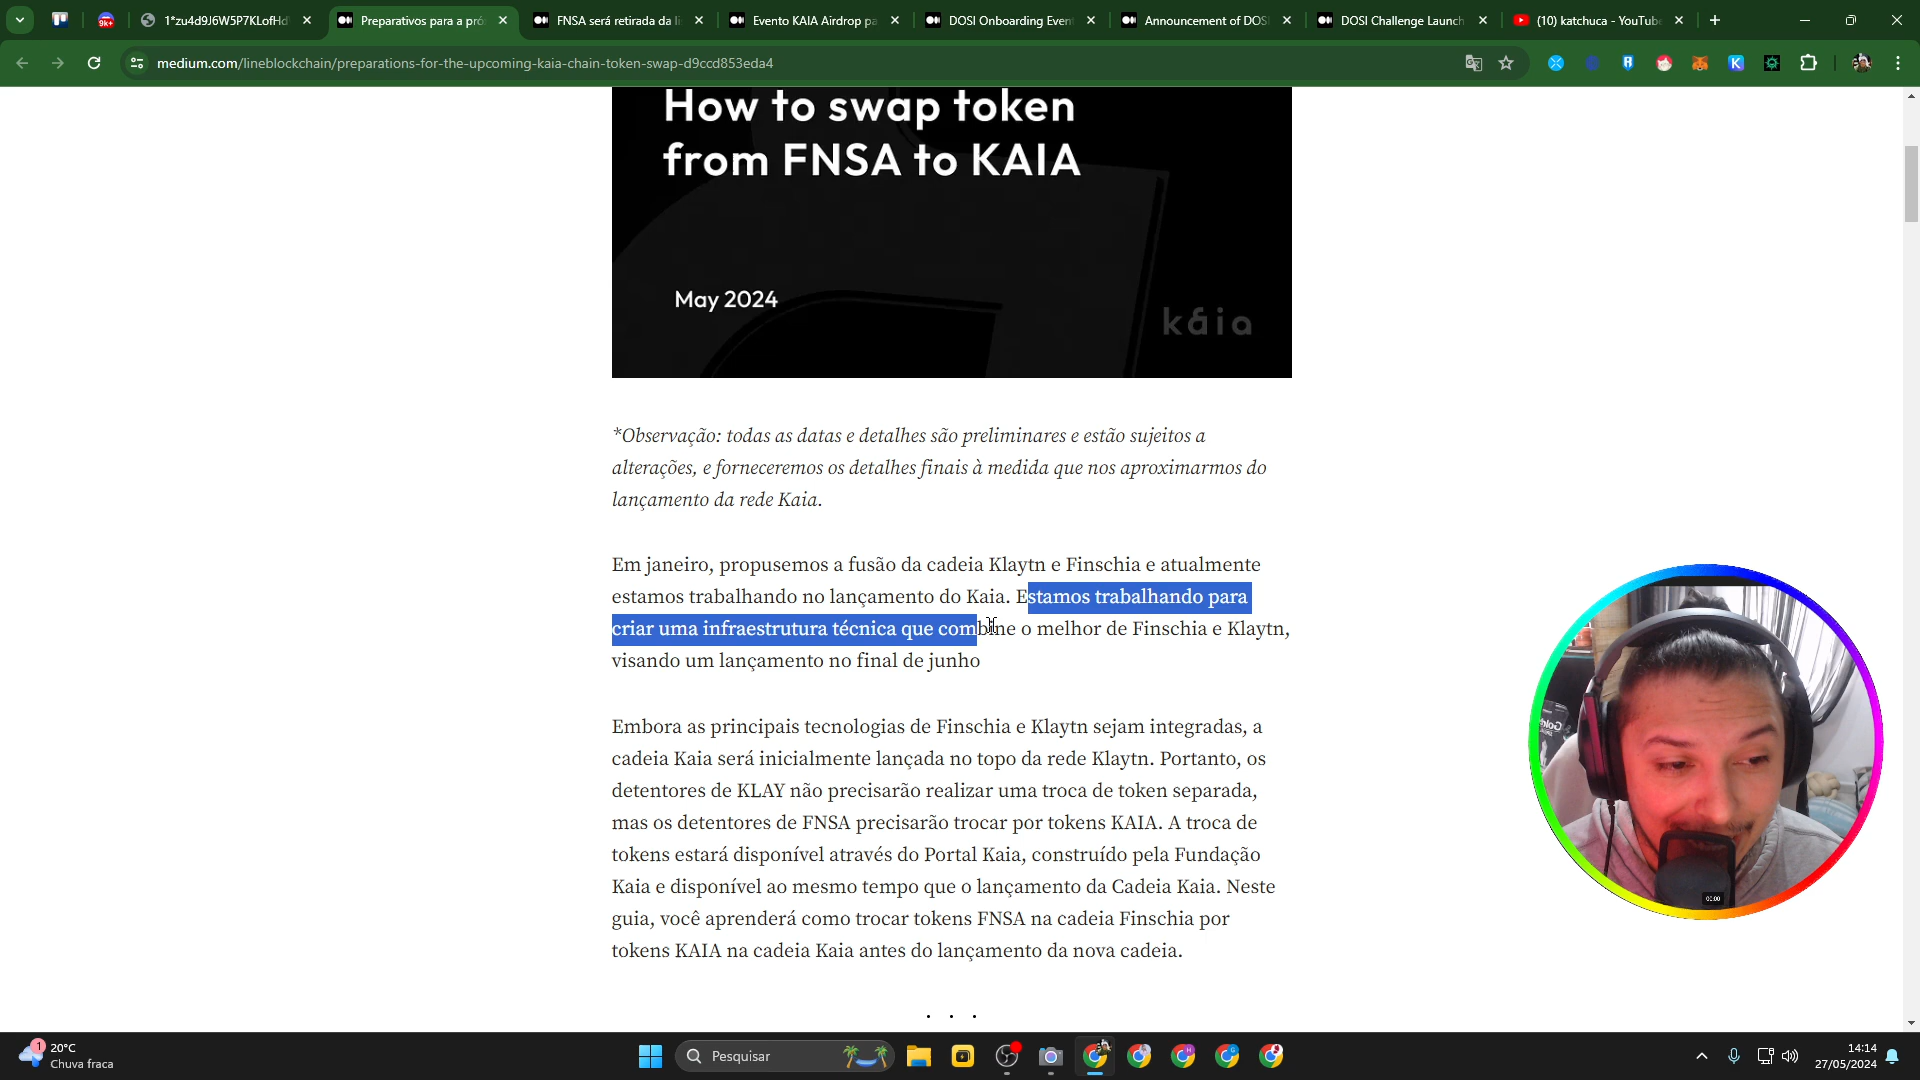 1*zu4d9J6W5P7KLofHd
Preparativos para a pró
FNSA será retirada da li
Evento KAIA Airdrop pa
DOSI Onboarding Even
Announcement of DOS
DOSI Challenge Launch
(10) katchuca - YouTube
medium.com/lineblockchain/preparations-for-the-upcoming-kaia-chain-token-swap-d9ccd853eda4
How to swap token
from FNSA to KAIA
May 2024
kaia
*Observação: todas as datas e detalhes são preliminares e estão sujeitos a
alterações, e forneceremos os detalhes finais à medida que nos aproximarmos do
lançamento da rede Kaia.
Em janeiro, propusemos a fusão da cadeia Klaytn e Finschia e atualmente
estamos trabalhando no lançamento do Kaia. Estamos trabalhando para
criar uma infraestrutura técnica que combine o melhor de Finschia e Klaytn,
visando um lançamento no final de junho
Embora as principais tecnologias de Finschia e Klaytn sejam integradas, a
cadeia Kaia será inicialmente lançada no topo da rede Klaytn. Portanto, os
detentores de KLAY não precisarão realizar uma troca de token separada,
mas os detentores de FNSA precisarão trocar por tokens KAIA. A troca de
tokens estará disponível através do Portal Kaia, construído pela Fundação
Kaia e disponível ao mesmo tempo que o lançamento da Cadeia Kaia. Neste
guia, você aprenderá como trocar tokens FNSA na cadeia Finschia por
tokens KAIA na cadeia Kaia antes do lançamento da nova cadeia.
. . .
1
20°C
Chuva fraca
Pesquisar
14:14
27/05/2024